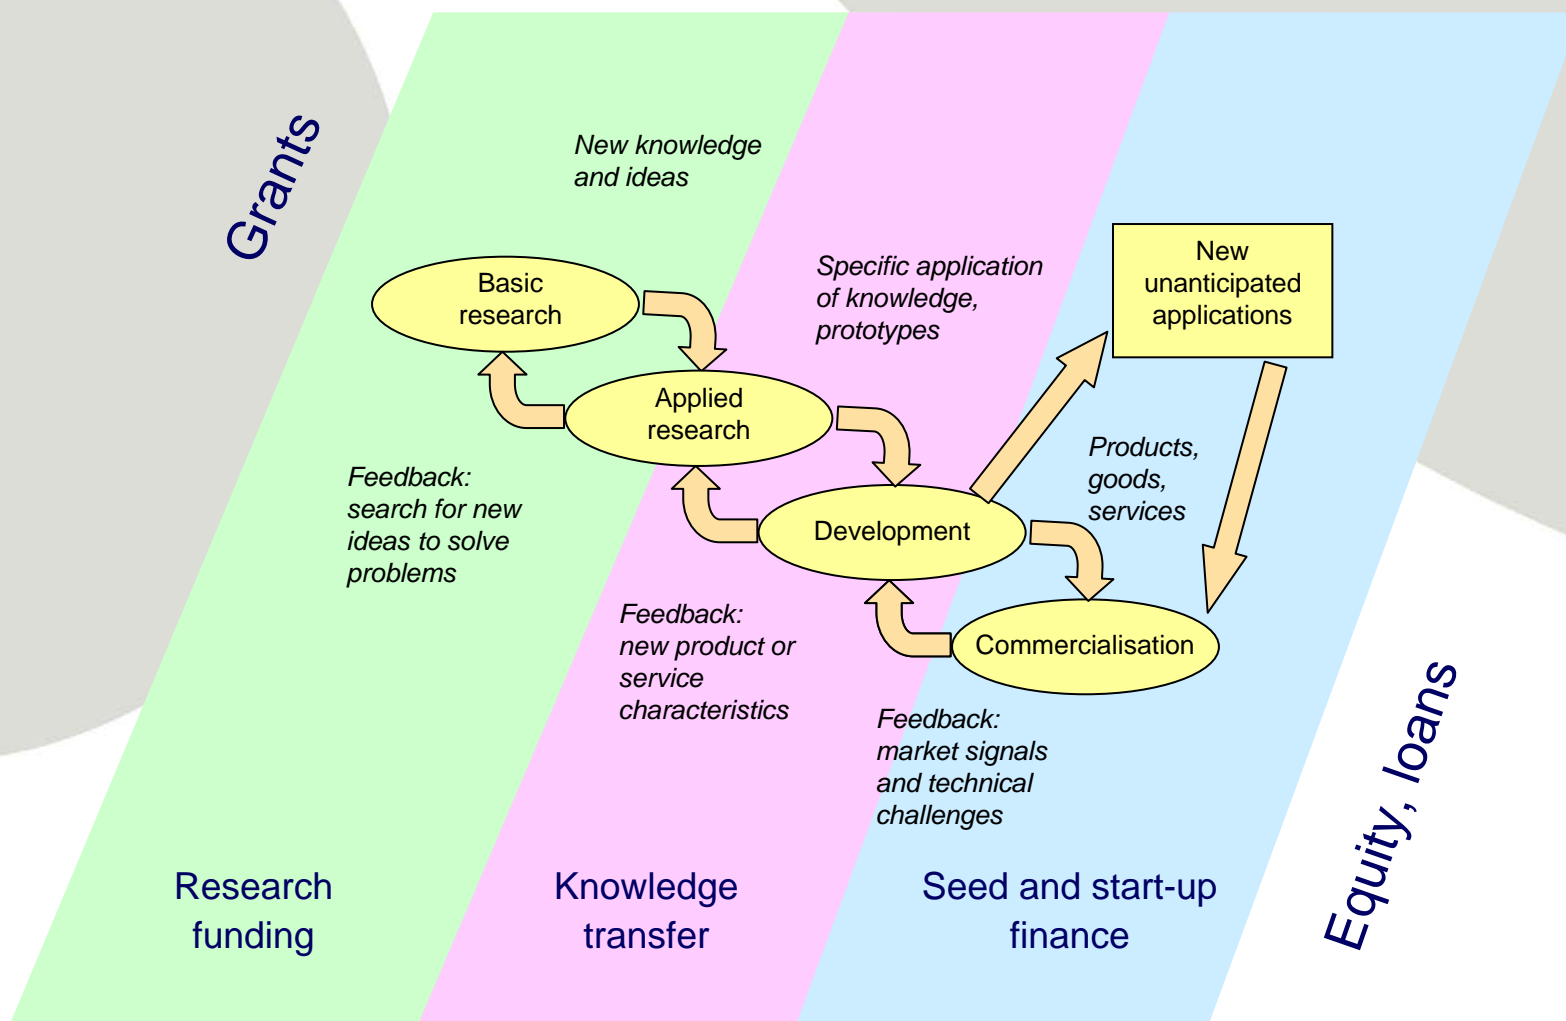 Grants
New knowledge
and ideas
Basic
research
Specific application
of knowledge,
prototypes
New
unanticipated
applications
Applied
research
Products,
goods,
services
Feedback:
search for new
ideas to solve
problems
Development
Feedback:
new product or
service
characteristics
Commercialisation
Feedback:
market signals
and technical
challenges
Equity, loans
Research
funding
Knowledge
transfer
Seed and start-up
finance